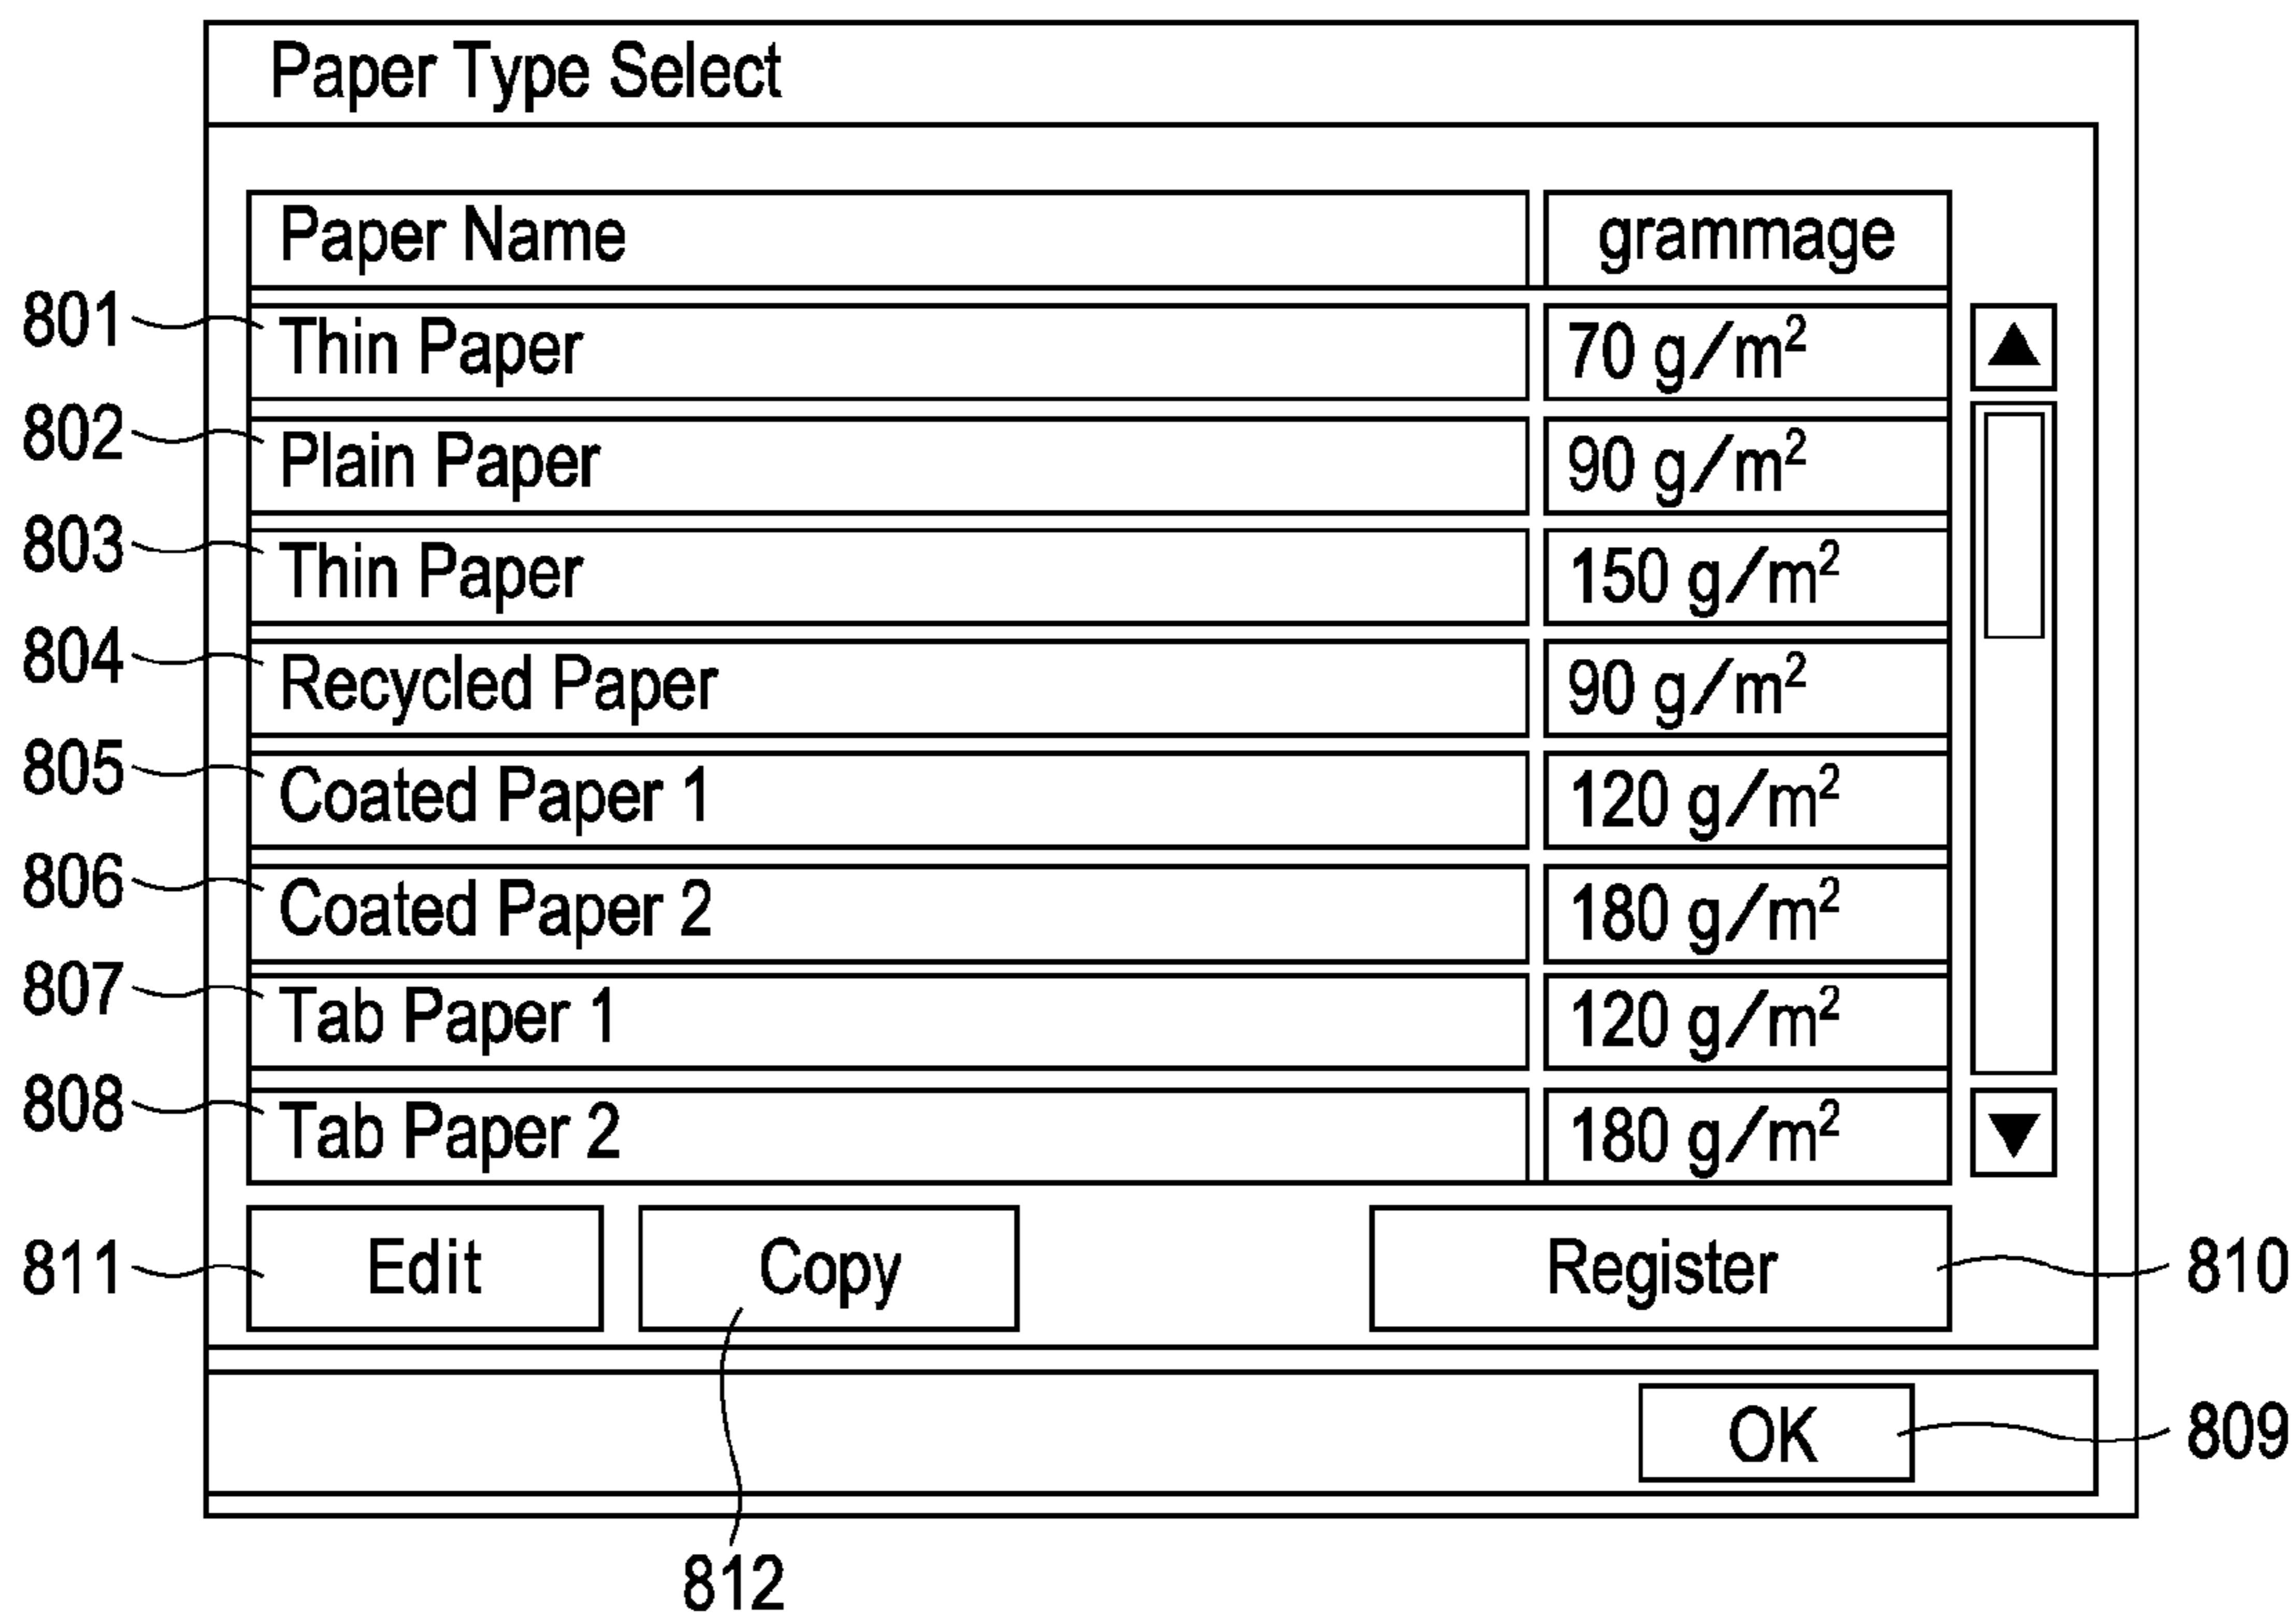 Paper Type Select
Paper Name grammage
801 Thin Paper 70 g/m²
802 Plain Paper 90 g/m²
803 Thin Paper 150 g/m²
804 Recycled Paper 90 g/m²
805 Coated Paper 1 120 g/m²
806 Coated Paper 2 180 g/m²
807 Tab Paper 1 120 g/m²
808 Tab Paper 2 180 g/m²
811 Edit Copy Register 810
OK 809
812